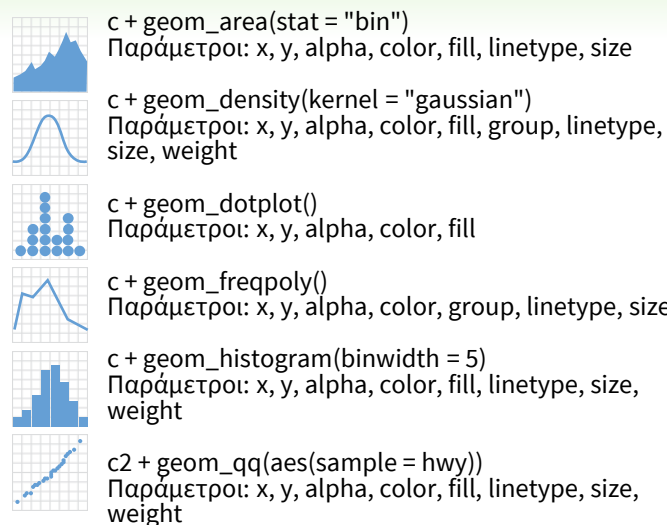 c + geom_area(stat = "bin")
Παράμετροι: x, y, alpha, color, fill, linetype, size
c + geom_density(kernel = "gaussian")
Παράμετροι: x, y, alpha, color, fill, group, linetype,
size, weight
c + geom_dotplot()
Παράμετροι: x, y, alpha, color, fill
c + geom_freqpoly()
Παράμετροι: x, y, alpha, color, group, linetype, size
c + geom_histogram(binwidth = 5)
Παράμετροι: x, y, alpha, color, fill, linetype, size,
weight
c2 + geom_qq(aes(sample = hwy))
Παράμετροι: x, y, alpha, color, fill, linetype, size,
weight